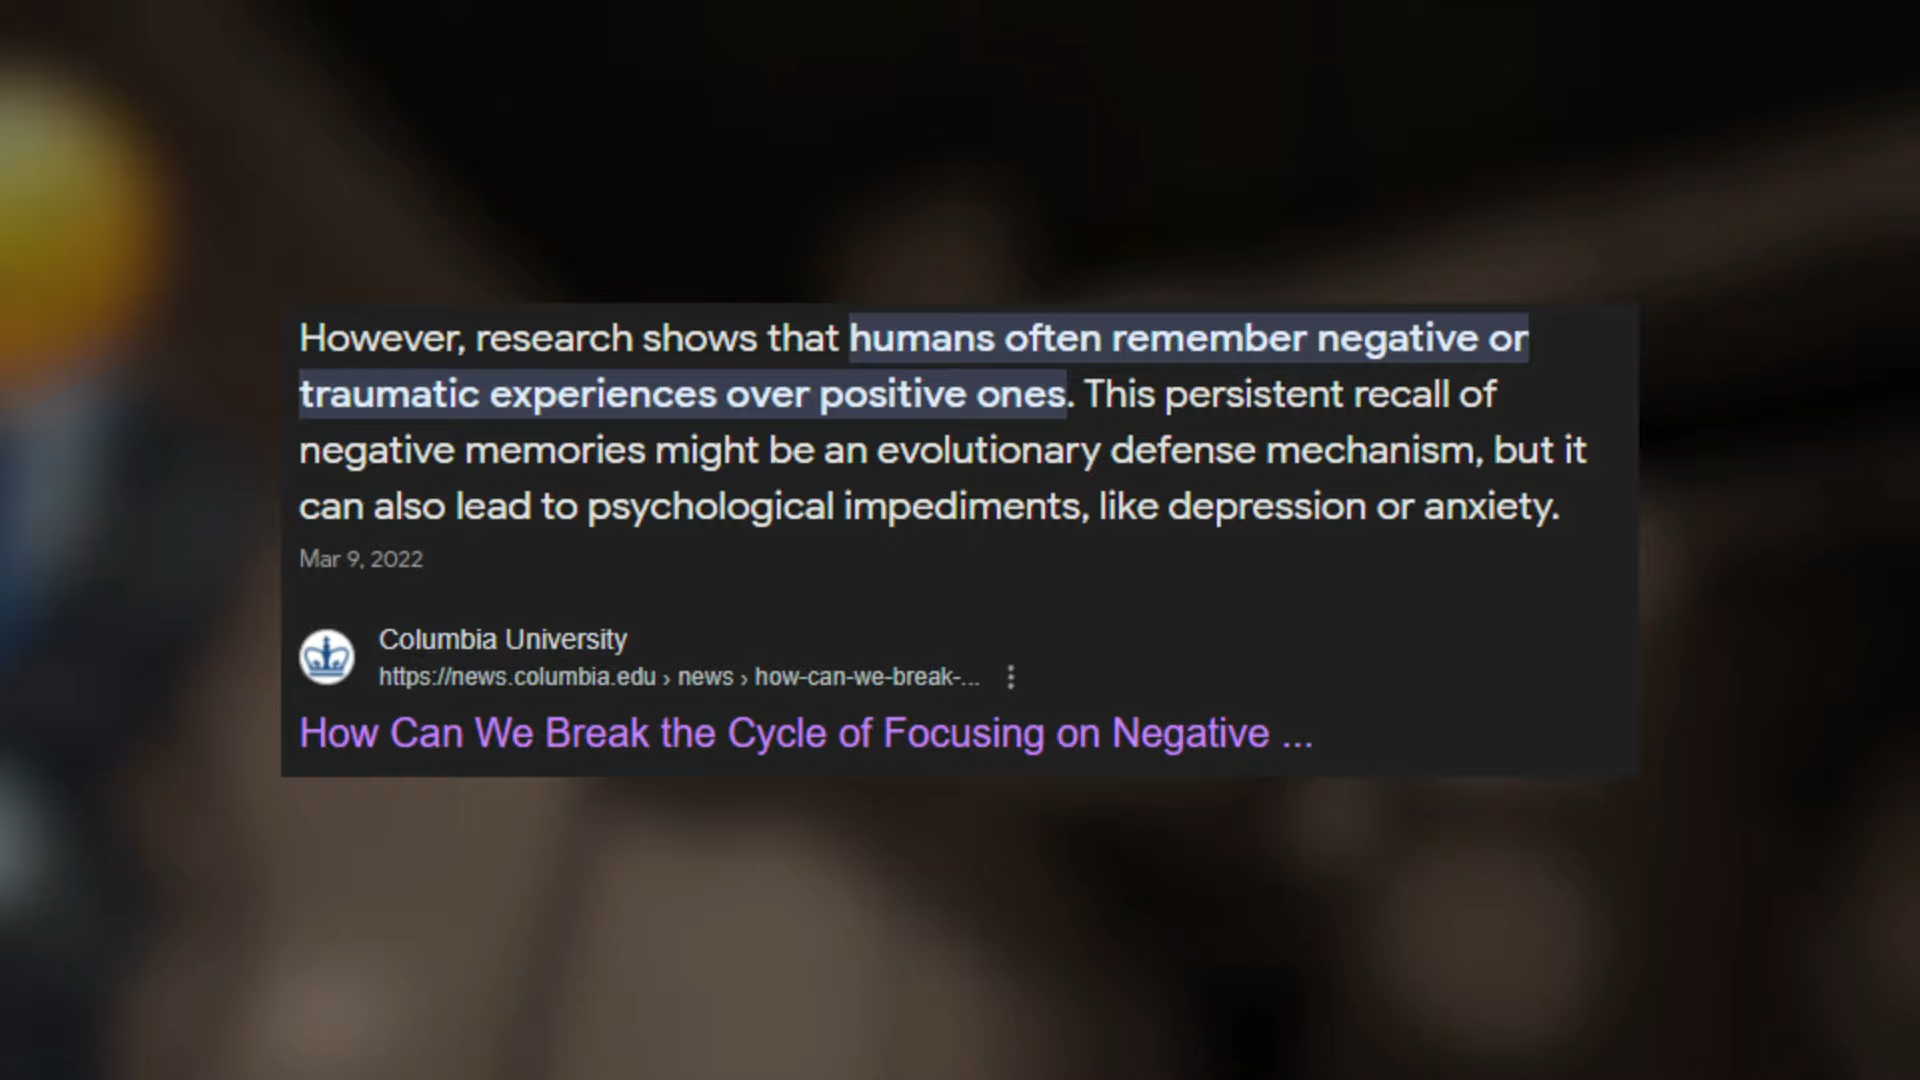 However, research shows that humans often remember negative or
traumatic experiences over positive ones. This persistent recall of
negative memories might be an evolutionary defense mechanism, but it
can also lead to psychological impediments, like depression or anxiety.
Mar 9, 2022
Columbia University
https://news.columbia.edu › news › how-can-we-break-...
How Can We Break the Cycle of Focusing on Negative ...